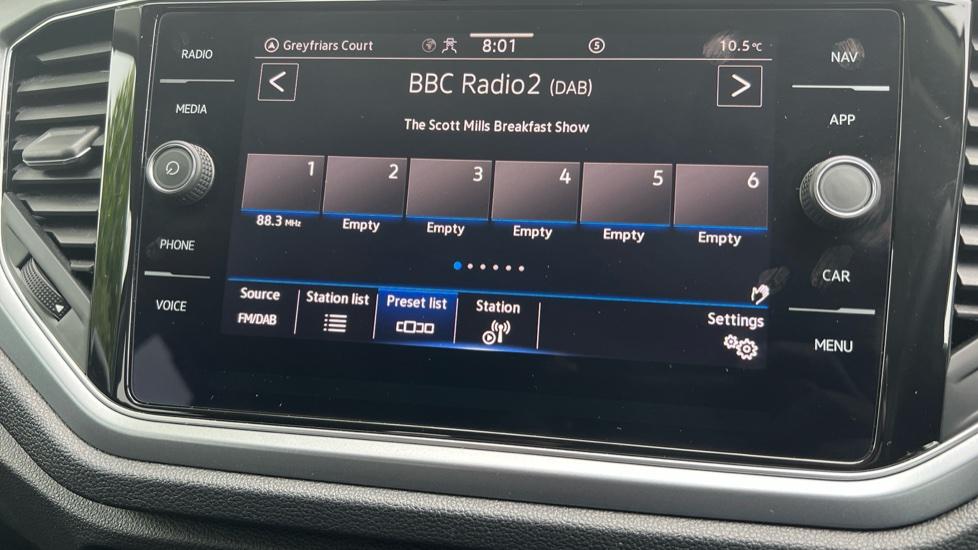 RADIO
MEDIA
PHONE
VOICE
Greyfriars Court
8:01
5
10.5°C
BBC Radio2 (DAB)
The Scott Mills Breakfast Show
1 2 3 4 5 6
88.3 MHz Empty Empty Empty Empty Empty
Source Station list Preset list Station Settings
FM/DAB
NAV
APP
CAR
MENU